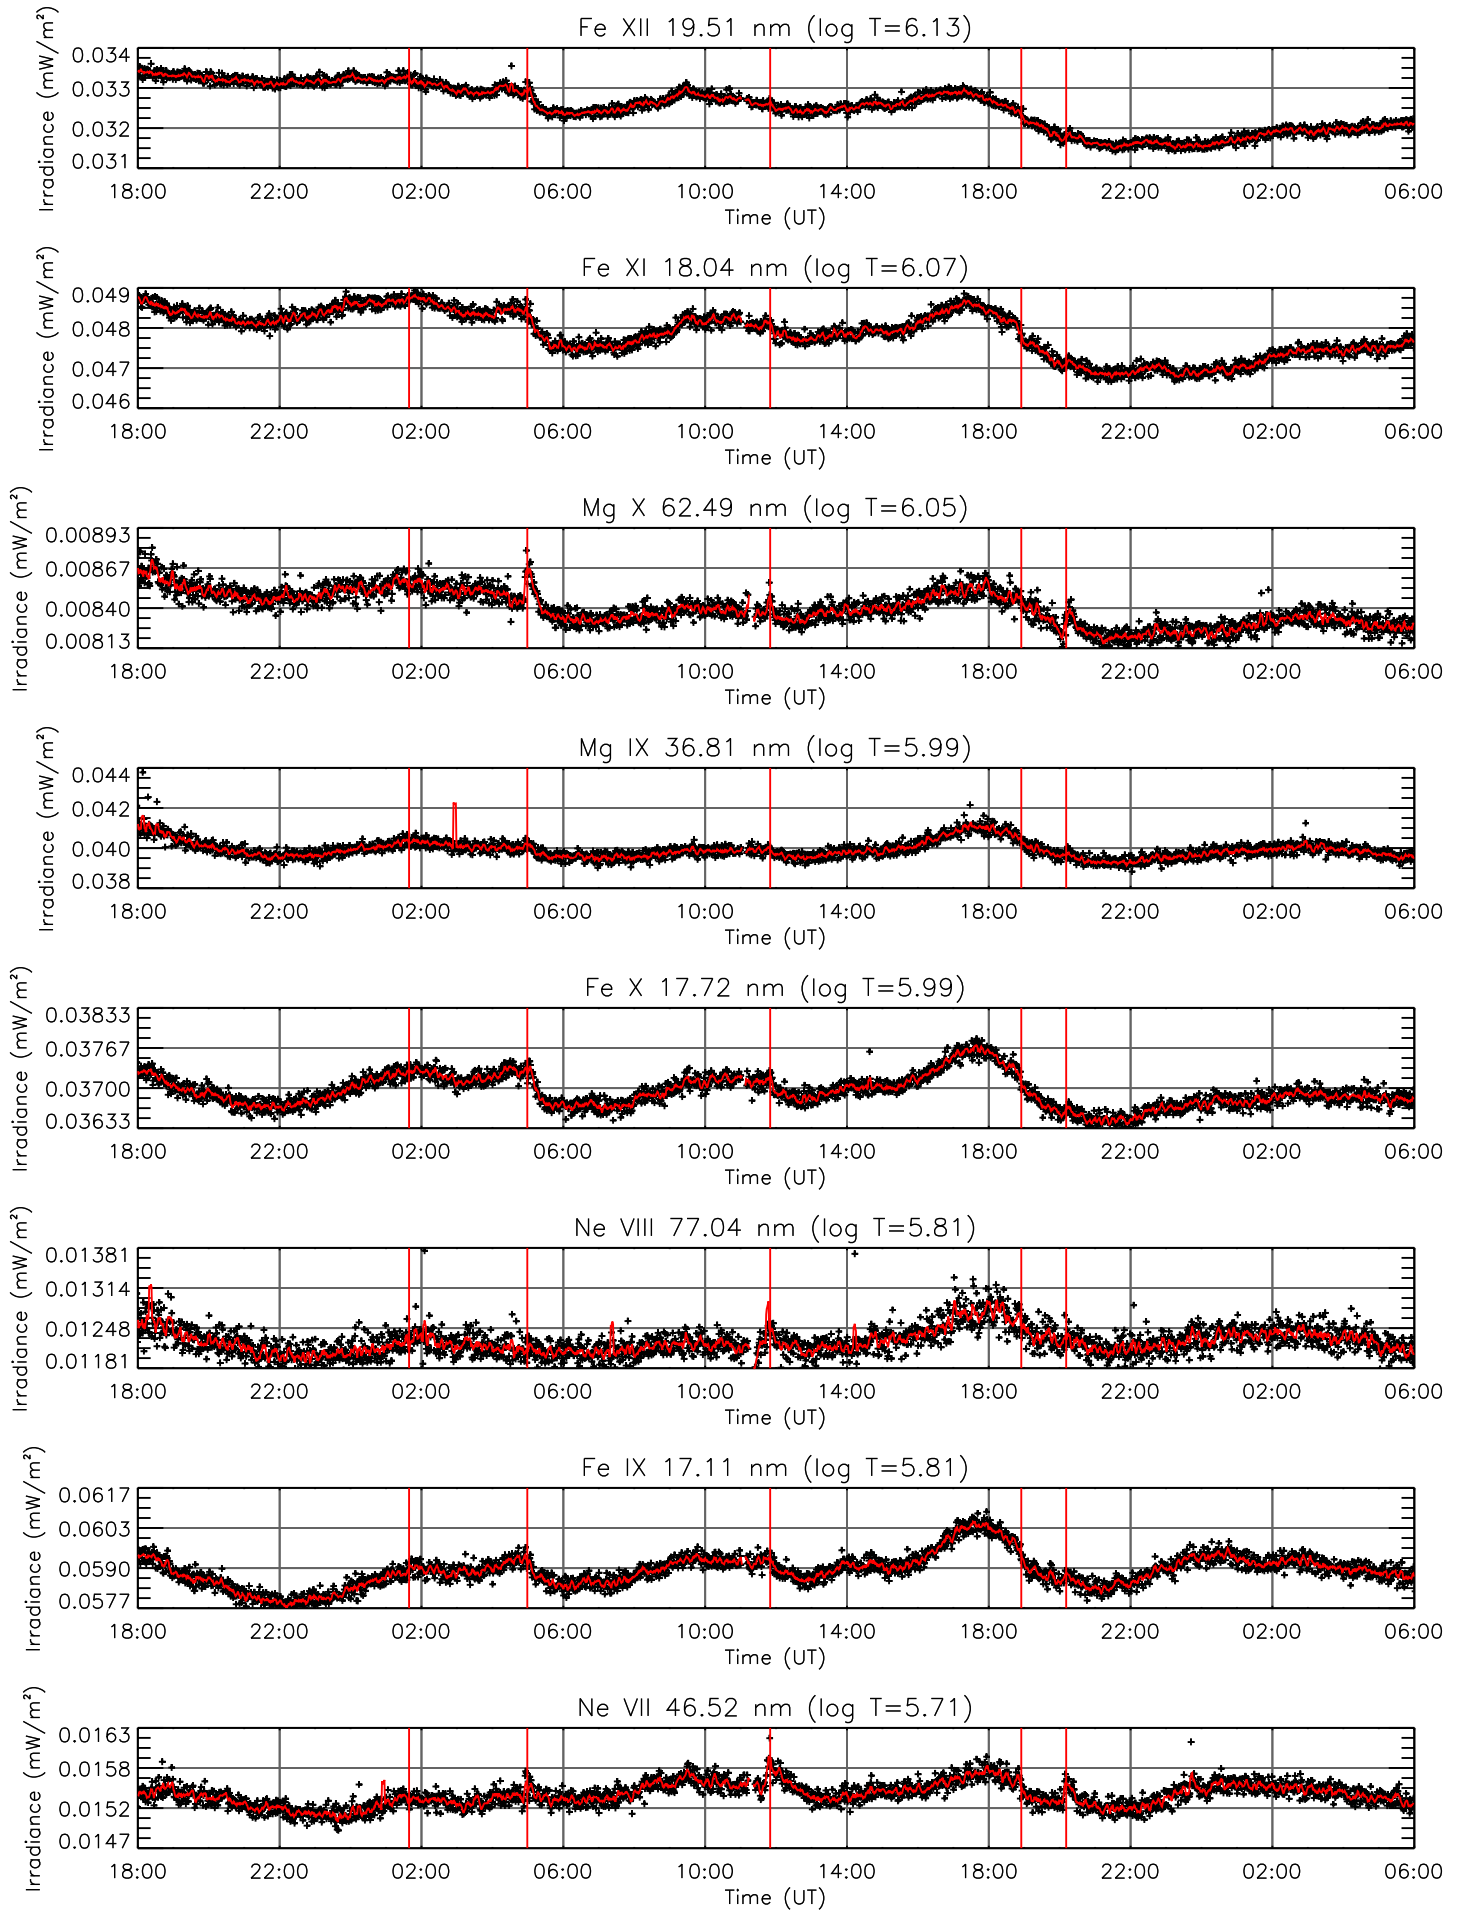 Fe XII 19.51 nm (log T=6.13)
Irradiance (mW/m²)
0.034
0.033
0.032
0.031
18:00 22:00 02:00 06:00 10:00 14:00 18:00 22:00 02:00 06:00
Time (UT)
Fe XI 18.04 nm (log T=6.07)
Irradiance (mW/m²)
0.049
0.048
0.047
0.046
18:00 22:00 02:00 06:00 10:00 14:00 18:00 22:00 02:00 06:00
Time (UT)
Mg X 62.49 nm (log T=6.05)
Irradiance (mW/m²)
0.00893
0.00867
0.00840
0.00813
18:00 22:00 02:00 06:00 10:00 14:00 18:00 22:00 02:00 06:00
Time (UT)
Mg IX 36.81 nm (log T=5.99)
Irradiance (mW/m²)
0.044
0.042
0.040
0.038
18:00 22:00 02:00 06:00 10:00 14:00 18:00 22:00 02:00 06:00
Time (UT)
Fe X 17.72 nm (log T=5.99)
Irradiance (mW/m²)
0.03833
0.03767
0.03700
0.03633
18:00 22:00 02:00 06:00 10:00 14:00 18:00 22:00 02:00 06:00
Time (UT)
Ne VIII 77.04 nm (log T=5.81)
Irradiance (mW/m²)
0.01381
0.01314
0.01248
0.01181
18:00 22:00 02:00 06:00 10:00 14:00 18:00 22:00 02:00 06:00
Time (UT)
Fe IX 17.11 nm (log T=5.81)
Irradiance (mW/m²)
0.0617
0.0603
0.0590
0.0577
18:00 22:00 02:00 06:00 10:00 14:00 18:00 22:00 02:00 06:00
Time (UT)
Ne VII 46.52 nm (log T=5.71)
Irradiance (mW/m²)
0.0163
0.0158
0.0152
0.0147
18:00 22:00 02:00 06:00 10:00 14:00 18:00 22:00 02:00 06:00
Time (UT)